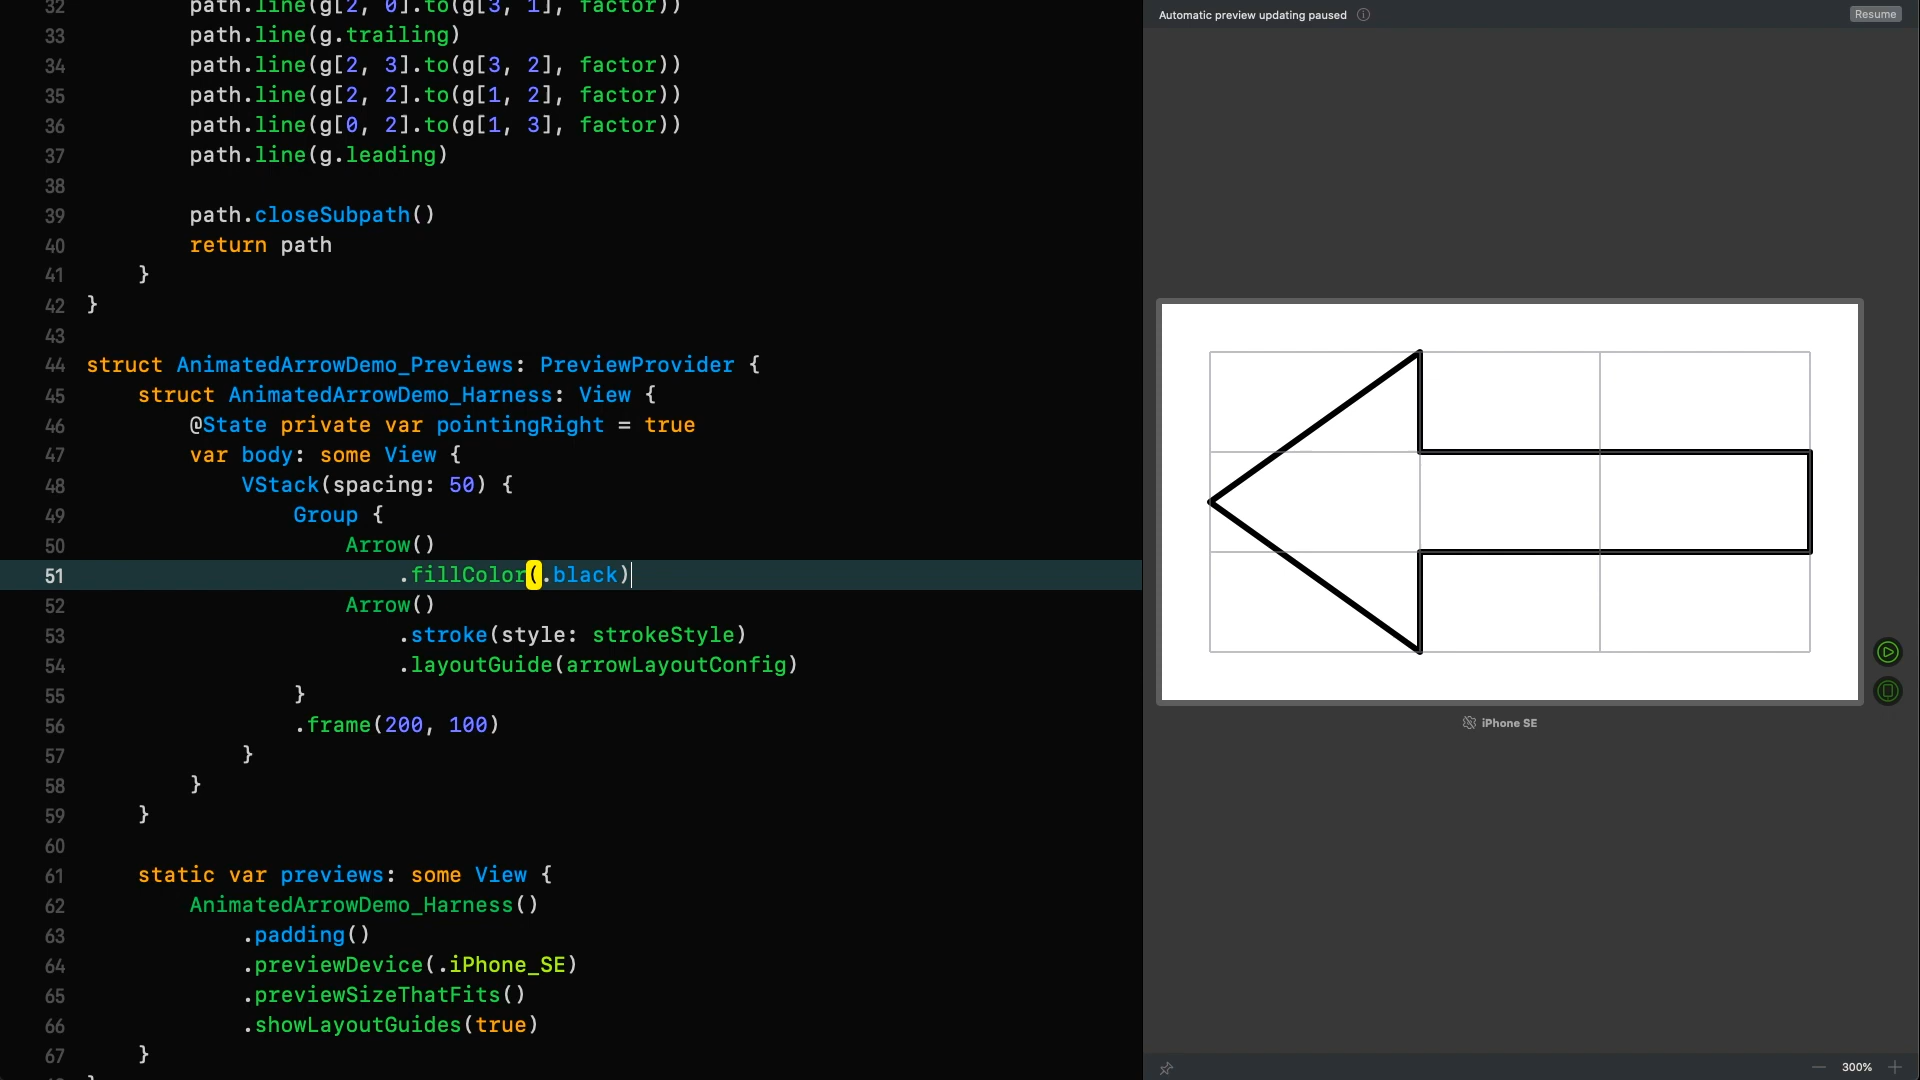 32 path.line(g[2, 0].to(g[3, 1], factor))
33 path.line(g.trailing)
34 path.line(g[2, 3].to(g[3, 2], factor))
35 path.line(g[2, 2].to(g[1, 2], factor))
36 path.line(g[0, 2].to(g[1, 3], factor))
37 path.line(g.leading)
38
39 path.closeSubpath()
40 return path
41 }
42 }
43
44 struct AnimatedArrowDemo_Previews: PreviewProvider {
45 struct AnimatedArrowDemo_Harness: View {
46 @State private var pointingRight = true
47 var body: some View {
48 VStack(spacing: 50) {
49 Group {
50 Arrow()
51 .fillColor(.black)
52 Arrow()
53 .stroke(style: strokeStyle)
54 .layoutGuide(arrowLayoutConfig)
55 }
56 .frame(200, 100)
57 }
58 }
59 }
60
61 static var previews: some View {
62 AnimatedArrowDemo_Harness()
63 .padding()
64 .previewDevice(.iPhone_SE)
65 .previewSizeThatFits()
66 .showLayoutGuides(true)
67 }
Automatic preview updating paused
Resume
iPhone SE
300%